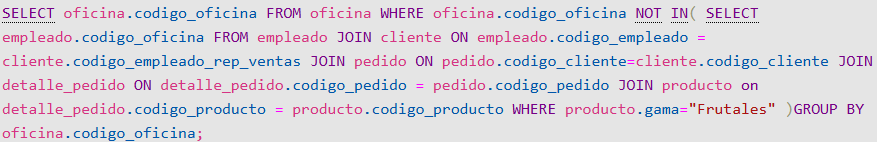 SELECT oficina.codigo_oficina FROM oficina WHERE oficina.codigo_oficina NOT IN( SELECT
empleado.codigo_oficina FROM empleado JOIN cliente ON empleado.codigo_empleado =
cliente.codigo_empleado_rep_ventas JOIN pedido ON pedido.codigo_cliente=cliente.codigo_cliente JOIN
detalle_pedido ON detalle_pedido.codigo_pedido = pedido.codigo_pedido JOIN producto on
detalle_pedido.codigo_producto = producto.codigo_producto WHERE producto.gama="Frutales" )GROUP BY
oficina.codigo_oficina;